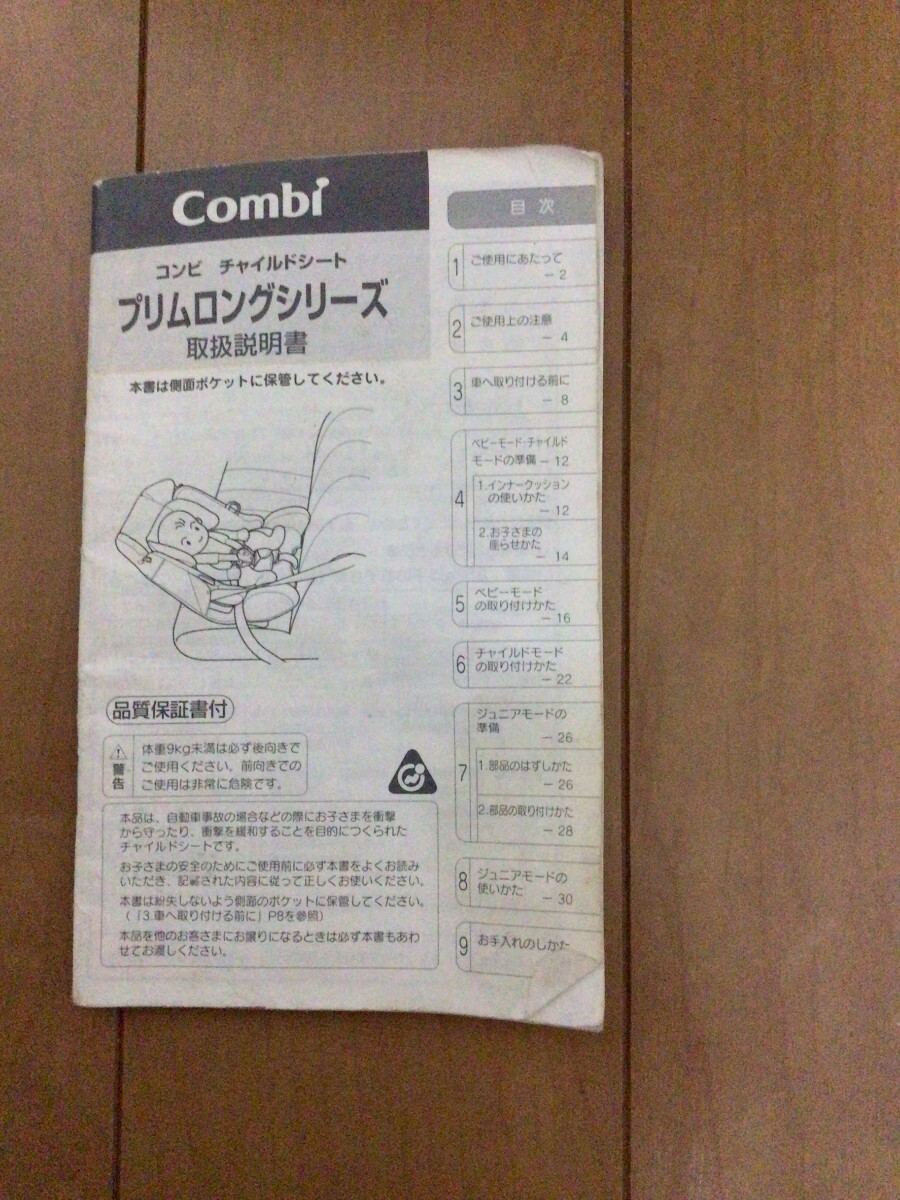 Combi
コンビ　チャイルドシート
プリムロングシリーズ
取扱説明書
本書は側面ポケットに保管してください。
品質保証書付
警告
体重9kg未満は必ず後向きで
ご使用ください。前向きでの
ご使用は非常に危険です。
本品は、自動車事故の場合などの際にお子さまを衝撃
から守ったり、衝撃を緩和することを目的につくられた
チャイルドシートです。
お子さまの安全のためにご使用前に必ず本書をよくお読み
いただき、記載された内容に従って正しくお使いください。
本書は紛失しないよう側面のポケットに保管してください。
(「3.車へ取り付ける前に」P8を参照)
本品を他のお客さまにお譲りになるときは必ず本書もあわ
せてお渡しください。
目次
1 ご使用にあたって
－2
2 ご使用上の注意
－4
3 車へ取り付ける前に
－8
4 ベビーモード・チャイルド
モードの準備－12
1.インナークッション
の使いかた
－12
2.お子さまの
座らせかた
－14
5 ベビーモード
の取り付けかた
－16
6 チャイルドモード
の取り付けかた
－22
7 ジュニアモードの
準備
－26
1.部品のはずしかた
－26
2.部品の取り付けかた
－28
8 ジュニアモードの
使いかた
－30
9 お手入れのしかた